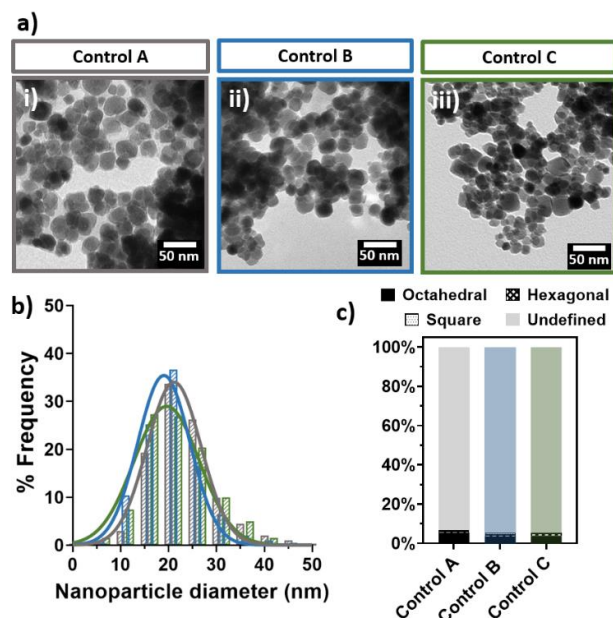 a)
Control A
Control B
Control C
i)
ii)
iii)
50 nm
50 nm
50 nm
b)
50
40
30
20
10
0
% Frequency
0
10
20
30
40
50
Nanoparticle diameter (nm)
c)
Octahedral
Hexagonal
Square
Undefined
100%
80%
60%
40%
20%
0%
Control A
Control B
Control C